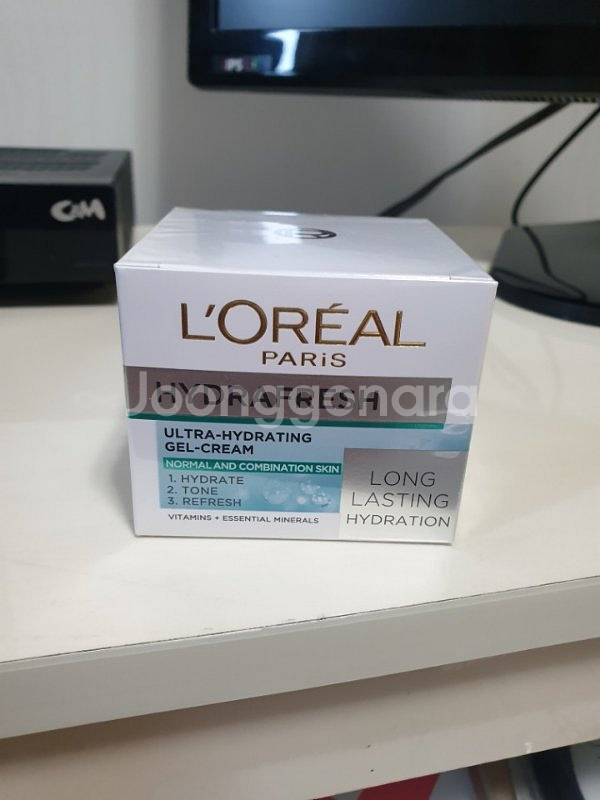 C&M
L'ORÉAL
PARiS
HYDRAFRESH
Joonggonara
ULTRA-HYDRATING
GEL-CREAM
NORMAL AND COMBINATION SKIN
1. HYDRATE
2. TONE
3. REFRESH
VITAMINS + ESSENTIAL MINERALS
LONG
LASTING
HYDRATION